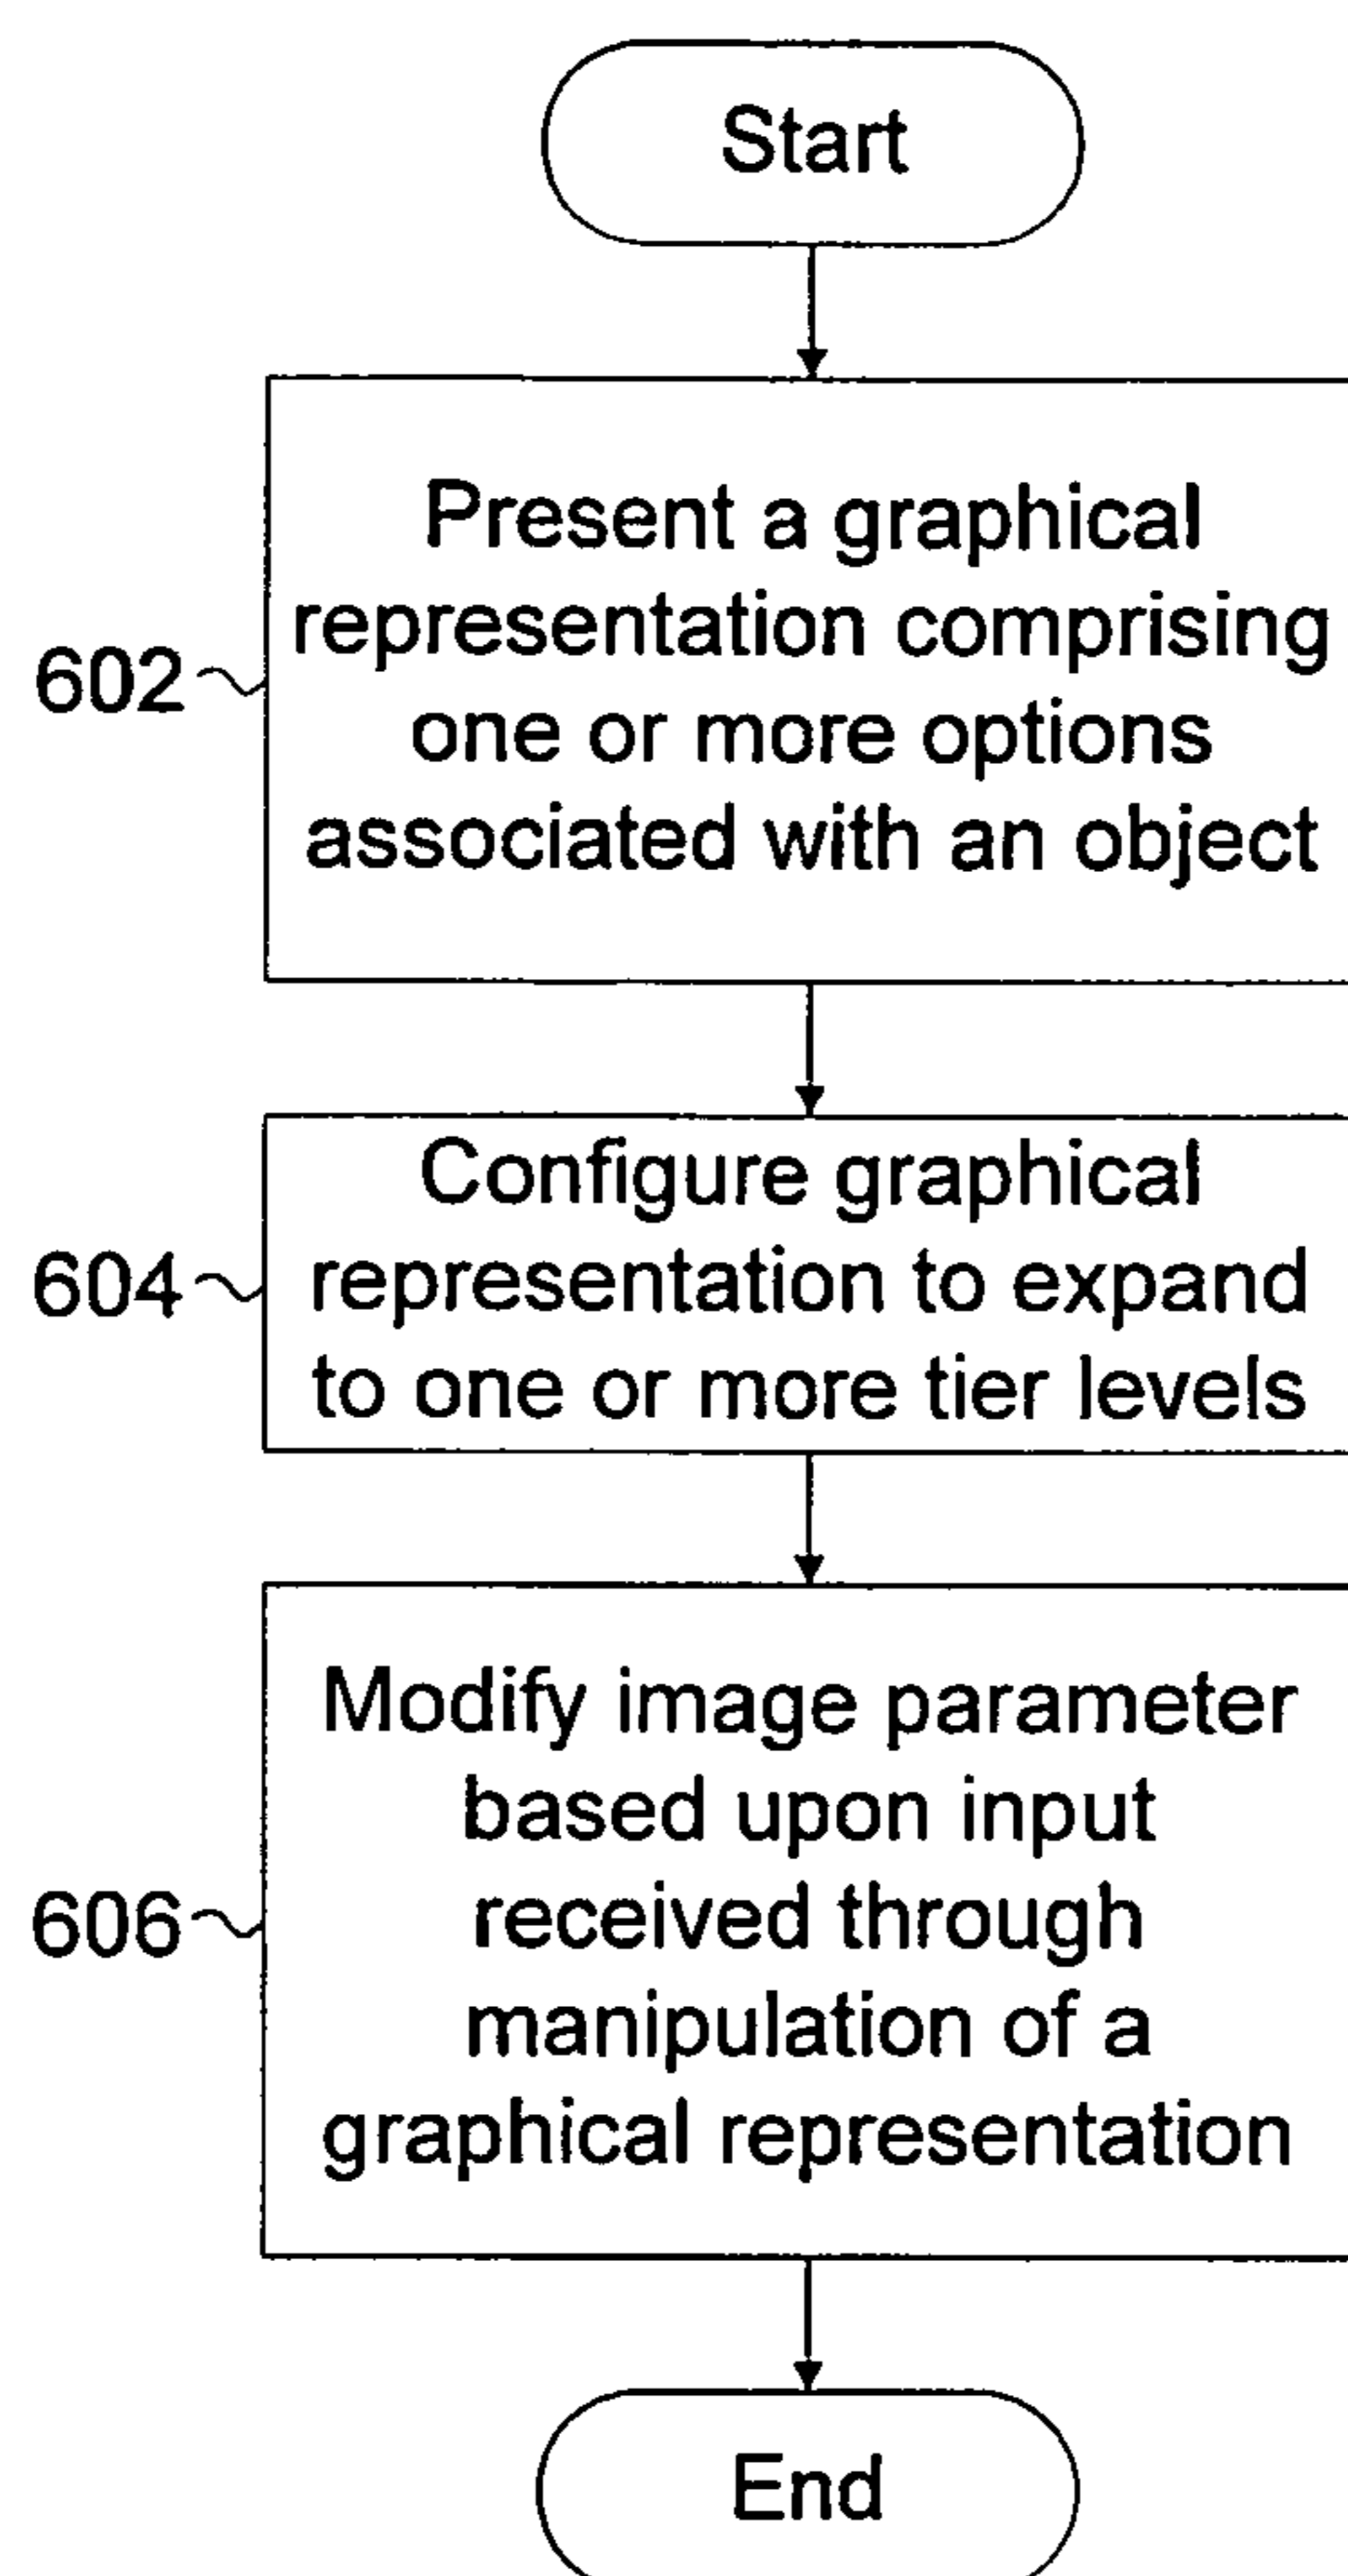 Start
Present a graphical
representation comprising
one or more options
associated with an object
602
Configure graphical
representation to expand
to one or more tier levels
604
Modify image parameter
based upon input
received through
manipulation of a
graphical representation
606
End